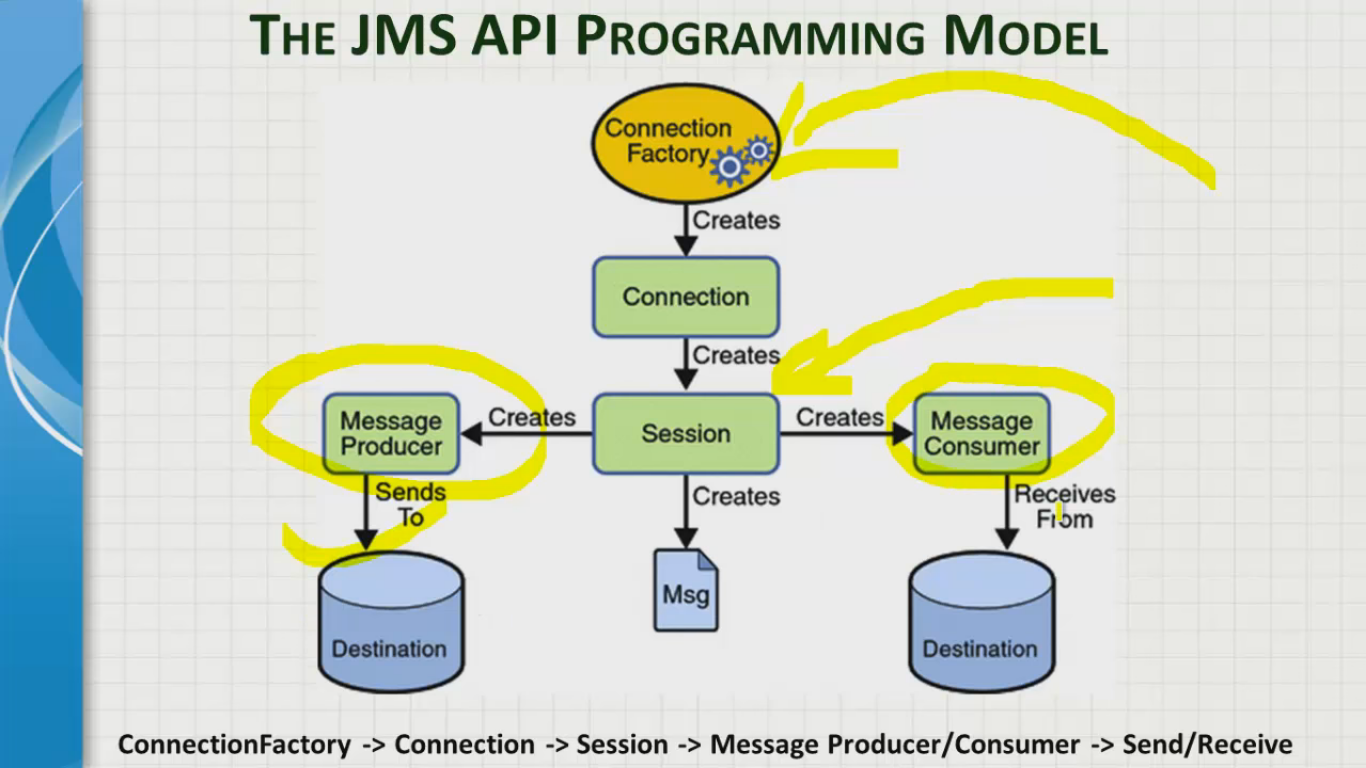 THE JMS API PROGRAMMING MODEL
Connection
Factory
Creates
Connection
Creates
Message
Producer
Creates
Session
Creates
Message
Consumer
Sends
To
Creates
Receives
From
Destination
Msg
Destination
ConnectionFactory -> Connection -> Session -> Message Producer/Consumer -> Send/Receive